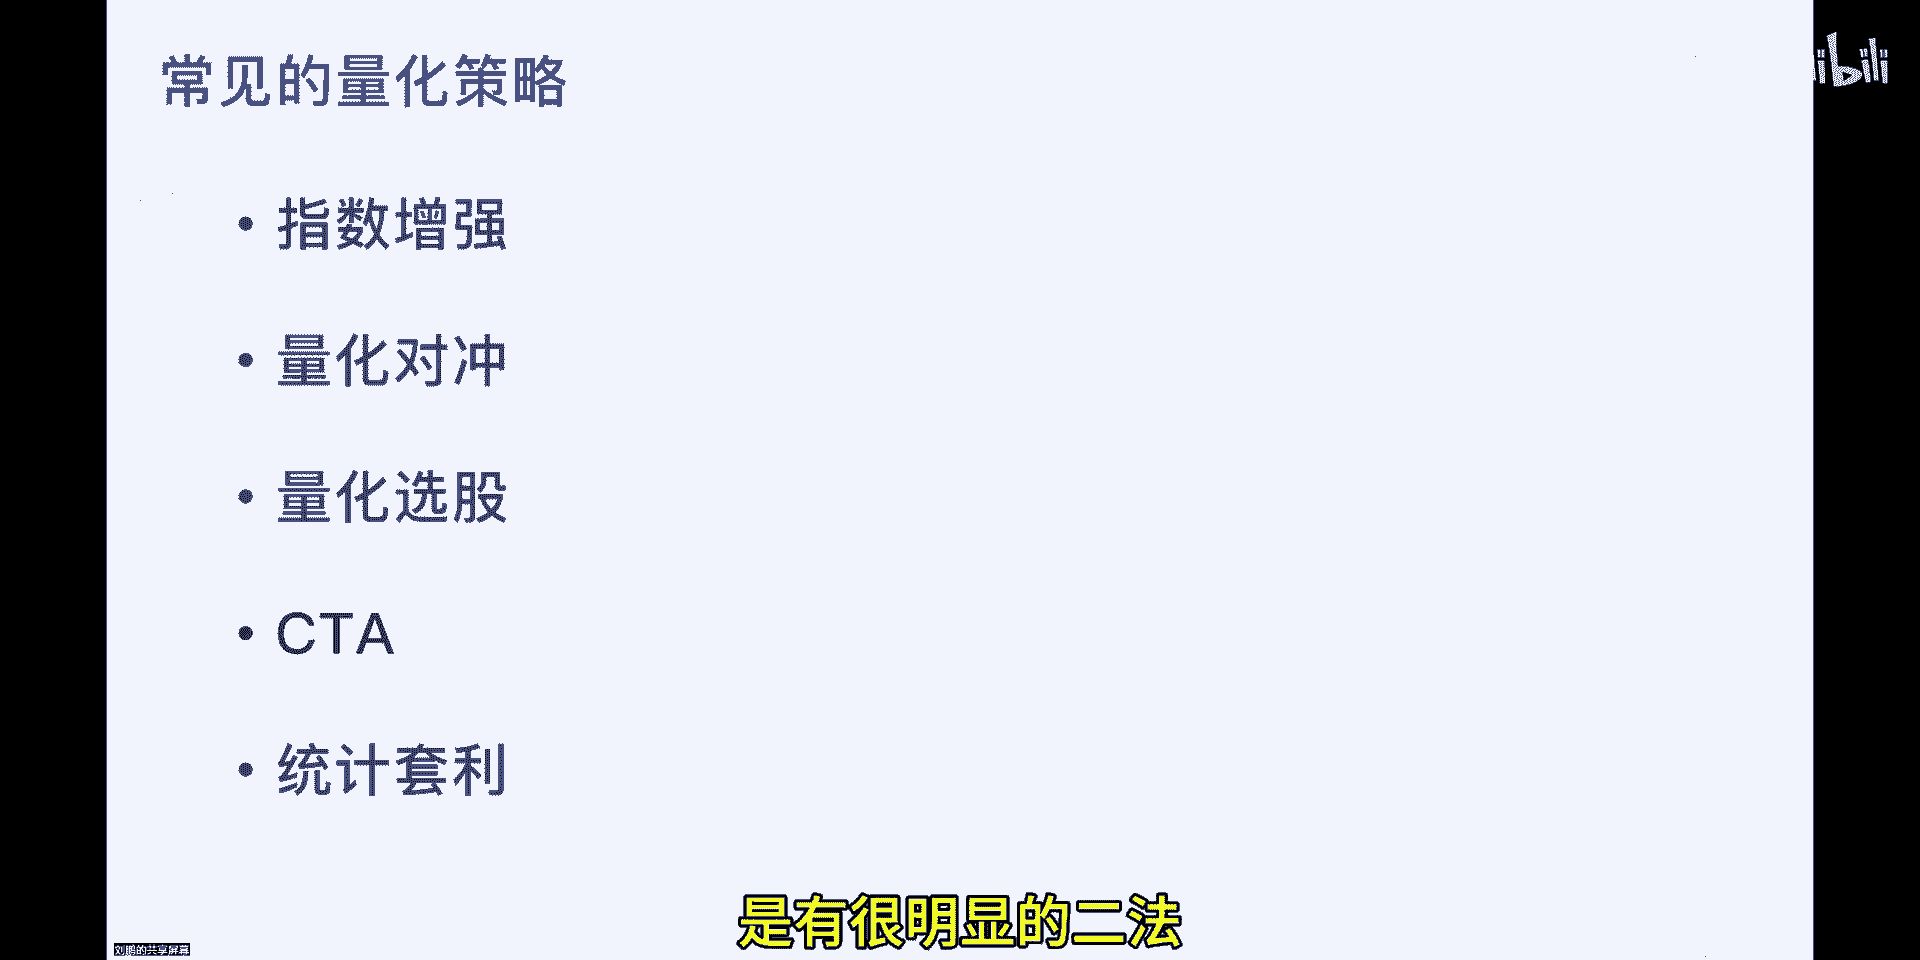 常见的量化策略
ibili
• 指数增强
• 量化对冲
• 量化选股
• CTA
• 统计套利
是有很明显的二法
刘鹏的共享屏幕